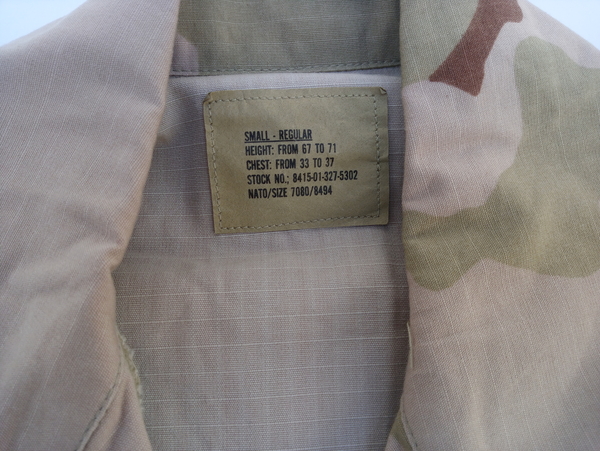 SMALL - REGULAR
HEIGHT: FROM 67 TO 71
CHEST: FROM 33 TO 37
STOCK NO.; 8415-01-327-5302
NATO/SIZE 7080/8494